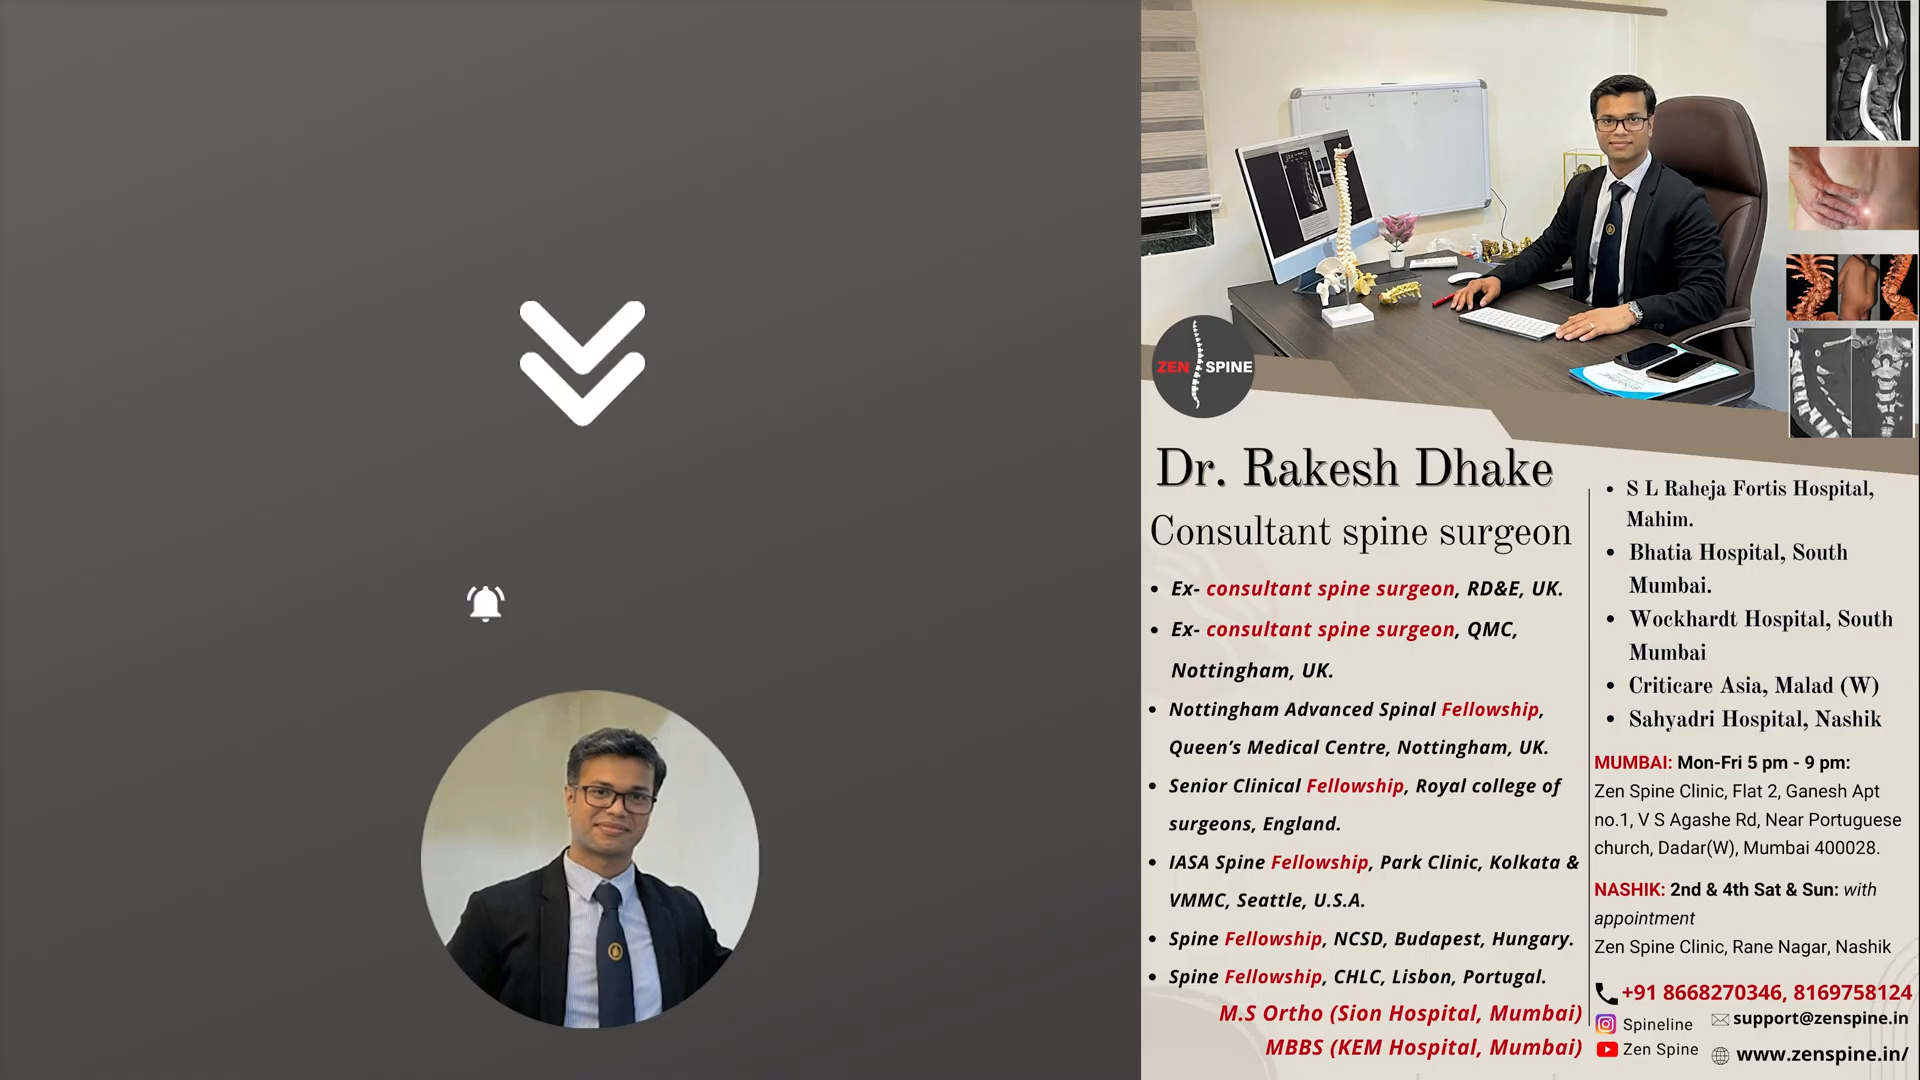 ZEN SPINE
Dr. Rakesh Dhake
Consultant spine surgeon
• Ex- consultant spine surgeon, RD&E, UK.
• Ex- consultant spine surgeon, QMC,
Nottingham, UK.
• Nottingham Advanced Spinal Fellowship,
Queen's Medical Centre, Nottingham, UK.
• Senior Clinical Fellowship, Royal college of
surgeons, England.
• IASA Spine Fellowship, Park Clinic, Kolkata &
VMMC, Seattle, U.S.A.
• Spine Fellowship, NCSD, Budapest, Hungary.
• Spine Fellowship, CHLC, Lisbon, Portugal.
M.S Ortho (Sion Hospital, Mumbai)
MBBS (KEM Hospital, Mumbai)
• S L Raheja Fortis Hospital,
Mahim.
• Bhatia Hospital, South
Mumbai.
• Wockhardt Hospital, South
Mumbai
• Criticare Asia, Malad (W)
• Sahyadri Hospital, Nashik
MUMBAI: Mon-Fri 5 pm - 9 pm:
Zen Spine Clinic, Flat 2, Ganesh Apt
no.1, V S Agashe Rd, Near Portuguese
church, Dadar(W), Mumbai 400028.
NASHIK: 2nd & 4th Sat & Sun: with
appointment
Zen Spine Clinic, Rane Nagar, Nashik
+91 8668270346, 8169758124
Spineline support@zenspine.in
Zen Spine www.zenspine.in/